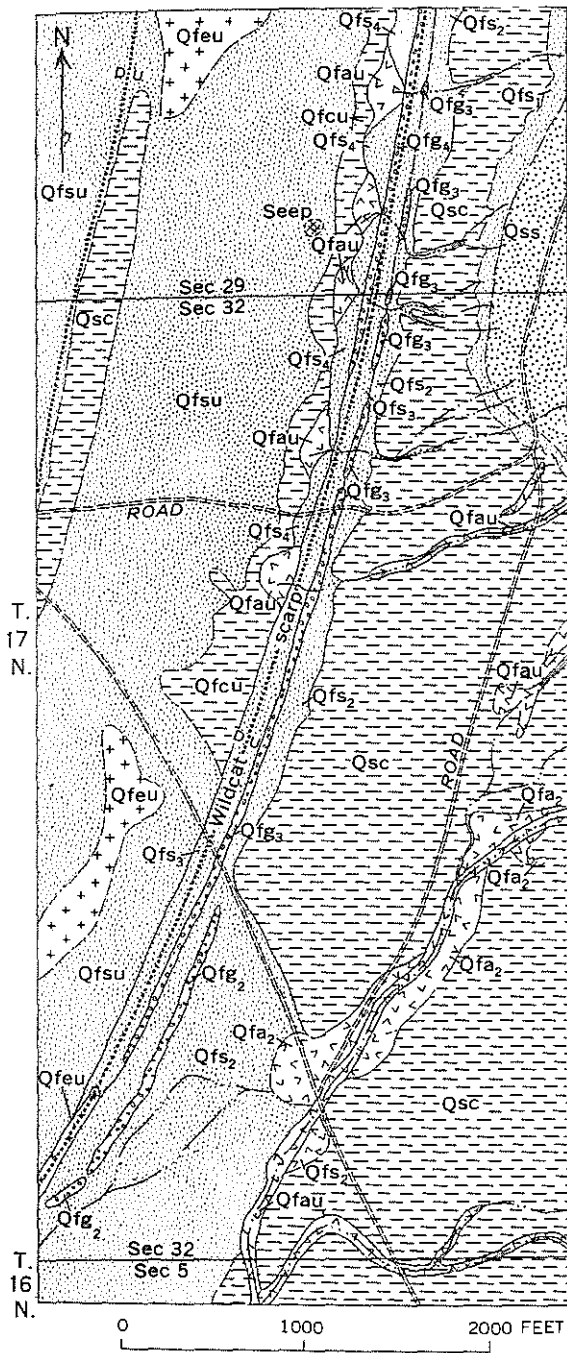 N
Qfeu
Qfs₄
Qfs₂
D U
Qfau
Qfcu
Qfg₃
Qfs₁
Qfs₄
Qfg₄
Qfsu
Qfg₃
Seep
Qsc
Qss
Qfau
Sec 29
Qfg₃
Qsc
Sec 32
Qfg₃
Qfs₄
Qfs₂
Qfsu
Qfs₃
Qfau
Qfg₃
ROAD
Qfau
Qfs₄
Qfau
T.
17
N.
scarp
Qfau
Qfcu
Qfs₂
D U
Wildcat
Qsc
ROAD
Qfeu
Qfa₂
Qfg₃
Qfs₃
Qfa₂
Qfsu
Qfg₂
Qfa₂
Qfa₂
Qfs₂
Qfeu
Qsc
Qfs₂
Qfau
Qfg₂
T.
16
N.
Sec 32
Sec 5
0 1000 2000 FEET